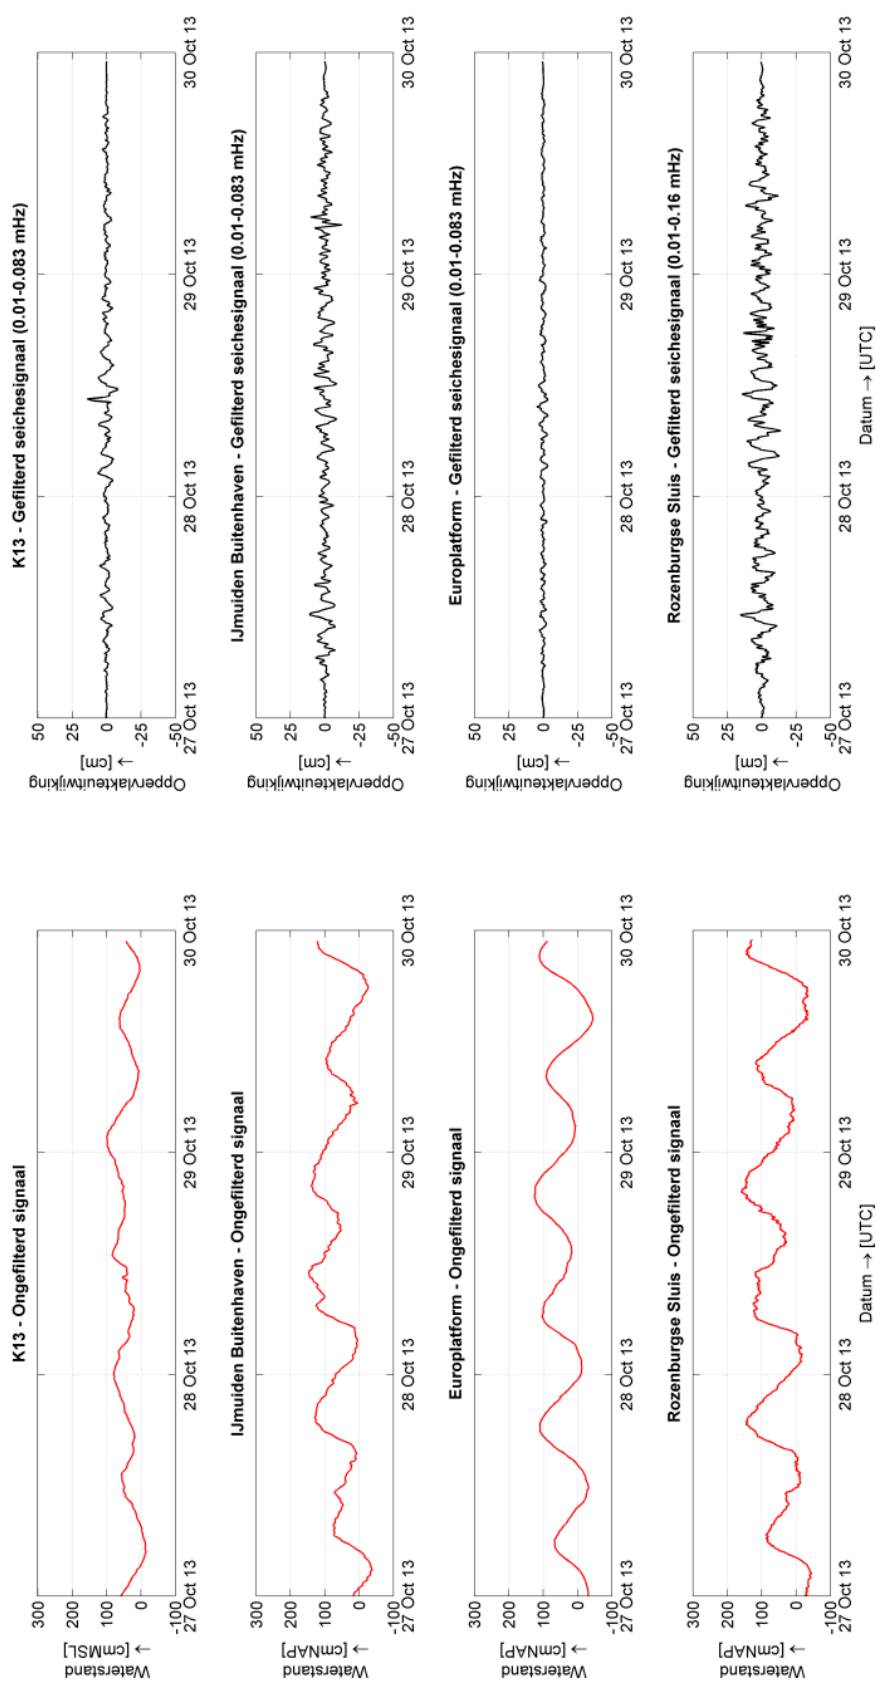 K13 - Ongefilterd signaal
Waterstand
→ [cmMSL]
300
200
100
0
-100
27 Oct 13
28 Oct 13
29 Oct 13
30 Oct 13
K13 - Gefilterd seichesignaal (0.01-0.083 mHz)
Oppervlakteuitwijking
→ [cm]
50
25
0
-25
-50
27 Oct 13
28 Oct 13
29 Oct 13
30 Oct 13
IJmuiden Buitenhaven - Ongefilterd signaal
Waterstand
→ [cmNAP]
300
200
100
0
-100
27 Oct 13
28 Oct 13
29 Oct 13
30 Oct 13
IJmuiden Buitenhaven - Gefilterd seichesignaal (0.01-0.083 mHz)
Oppervlakteuitwijking
→ [cm]
50
25
0
-25
-50
27 Oct 13
28 Oct 13
29 Oct 13
30 Oct 13
Europlatform - Ongefilterd signaal
Waterstand
→ [cmNAP]
300
200
100
0
-100
27 Oct 13
28 Oct 13
29 Oct 13
30 Oct 13
Europlatform - Gefilterd seichesignaal (0.01-0.083 mHz)
Oppervlakteuitwijking
→ [cm]
50
25
0
-25
-50
27 Oct 13
28 Oct 13
29 Oct 13
30 Oct 13
Rozenburgse Sluis - Ongefilterd signaal
Waterstand
→ [cmNAP]
300
200
100
0
-100
27 Oct 13
28 Oct 13
29 Oct 13
30 Oct 13
Datum → [UTC]
Rozenburgse Sluis - Gefilterd seichesignaal (0.01-0.16 mHz)
Oppervlakteuitwijking
→ [cm]
50
25
0
-25
-50
27 Oct 13
28 Oct 13
29 Oct 13
30 Oct 13
Datum → [UTC]